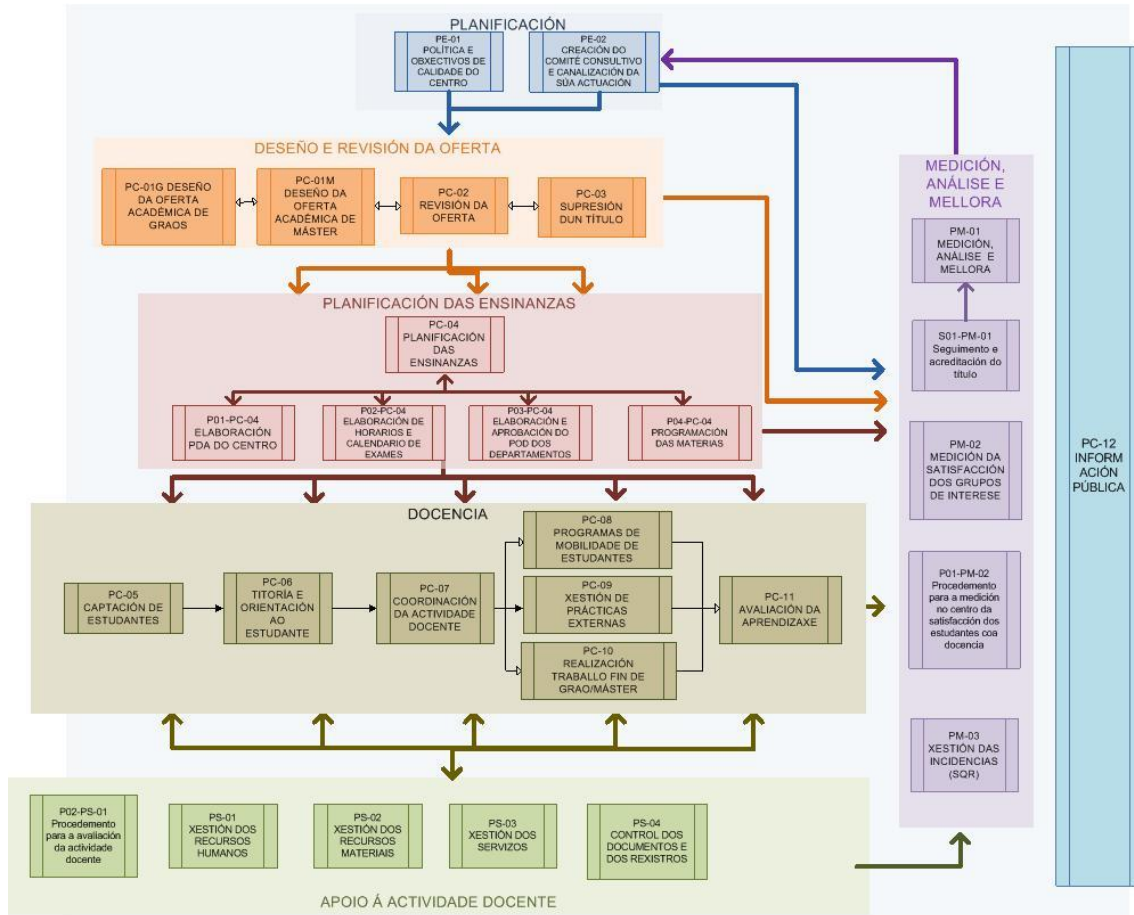 PLANIFICACIÓN
PE-01
POLÍTICA E
OBXECTIVOS DE
CALIDADE DO
CENTRO
PE-02
CREACIÓN DO
COMITÉ CONSULTIVO
E CANALIZACIÓN DA
SÚA ACTUACIÓN
DESEÑO E REVISIÓN DA OFERTA
PC-01G DESEÑO
DA OFERTA
ACADÉMICA DE
GRAOS
PC-01M
DESEÑO DA
OFERTA
ACADÉMICA DE
MÁSTER
PC-02
REVISIÓN DA
OFERTA
PC-03
SUPRESIÓN
DUN TÍTULO
PLANIFICACIÓN DAS ENSINANZAS
PC-04
PLANIFICACIÓN
DAS
ENSINANZAS
P01-PC-04
ELABORACIÓN
PDA DO CENTRO
P02-PC-04
ELABORACIÓN DE
HORARIOS E
CALENDARIO DE
EXAMES
P03-PC-04
ELABORACIÓN E
APROBACIÓN DO
POD DOS
DEPARTAMENTOS
P04-PC-04
PROGRAMACIÓN
DAS MATERIAS
DOCENCIA
PC-05
CAPTACIÓN DE
ESTUDANTES
PC-06
TITORÍA E
ORIENTACIÓN
AO
ESTUDANTE
PC-07
COORDINACIÓN
DA ACTIVIDADE
DOCENTE
PC-08
PROGRAMAS DE
MOBILIDADE DE
ESTUDANTES
PC-09
XESTIÓN DE
PRÁCTICAS
EXTERNAS
PC-10
REALIZACIÓN
TRABALLO FIN DE
GRAO/MÁSTER
PC-11
AVALIACIÓN DA
APRENDIZAXE
P02-PS-01
Procedemento
para a avaliación
da actividade
docente
PS-01
XESTIÓN DOS
RECURSOS
HUMANOS
PS-02
XESTIÓN DOS
RECURSOS
MATERIAIS
PS-03
XESTIÓN DOS
SERVIZOS
PS-04
CONTROL DOS
DOCUMENTOS E
DOS REXISTROS
APOIO Á ACTIVIDADE DOCENTE
MEDICIÓN,
ANÁLISE E
MELLORA
PM-01
MEDICIÓN,
ANÁLISE E
MELLORA
S01-PM-01
Seguimento e
acreditación do
título
PM-02
MEDICIÓN DA
SATISFACCIÓN
DOS GRUPOS
DE INTERESE
P01-PM-02
Procedemento
para a medición
no centro da
satisfacción dos
estudantes coa
docencia
PM-03
XESTIÓN DAS
INCIDENCIAS
(SQR)
PC-12
INFORM
ACIÓN
PÚBLICA